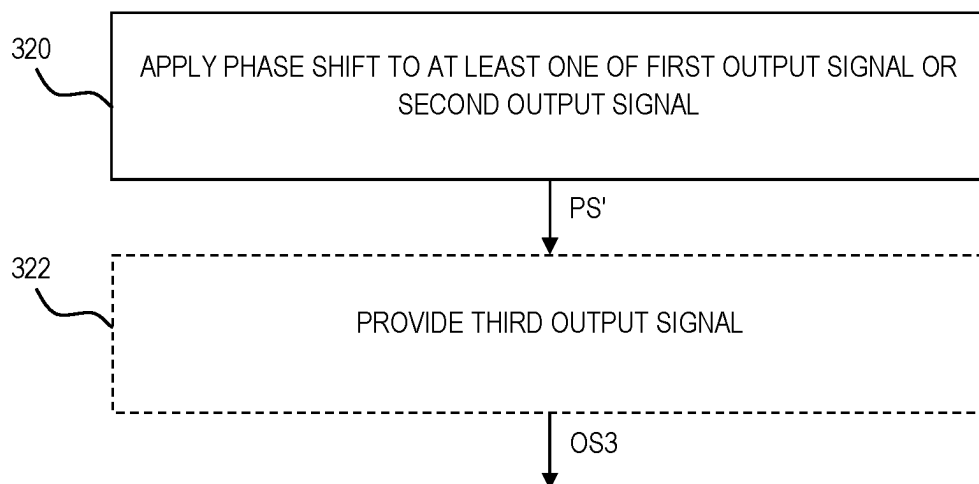 320
APPLY PHASE SHIFT TO AT LEAST ONE OF FIRST OUTPUT SIGNAL OR
SECOND OUTPUT SIGNAL
PS'
322
PROVIDE THIRD OUTPUT SIGNAL
OS3